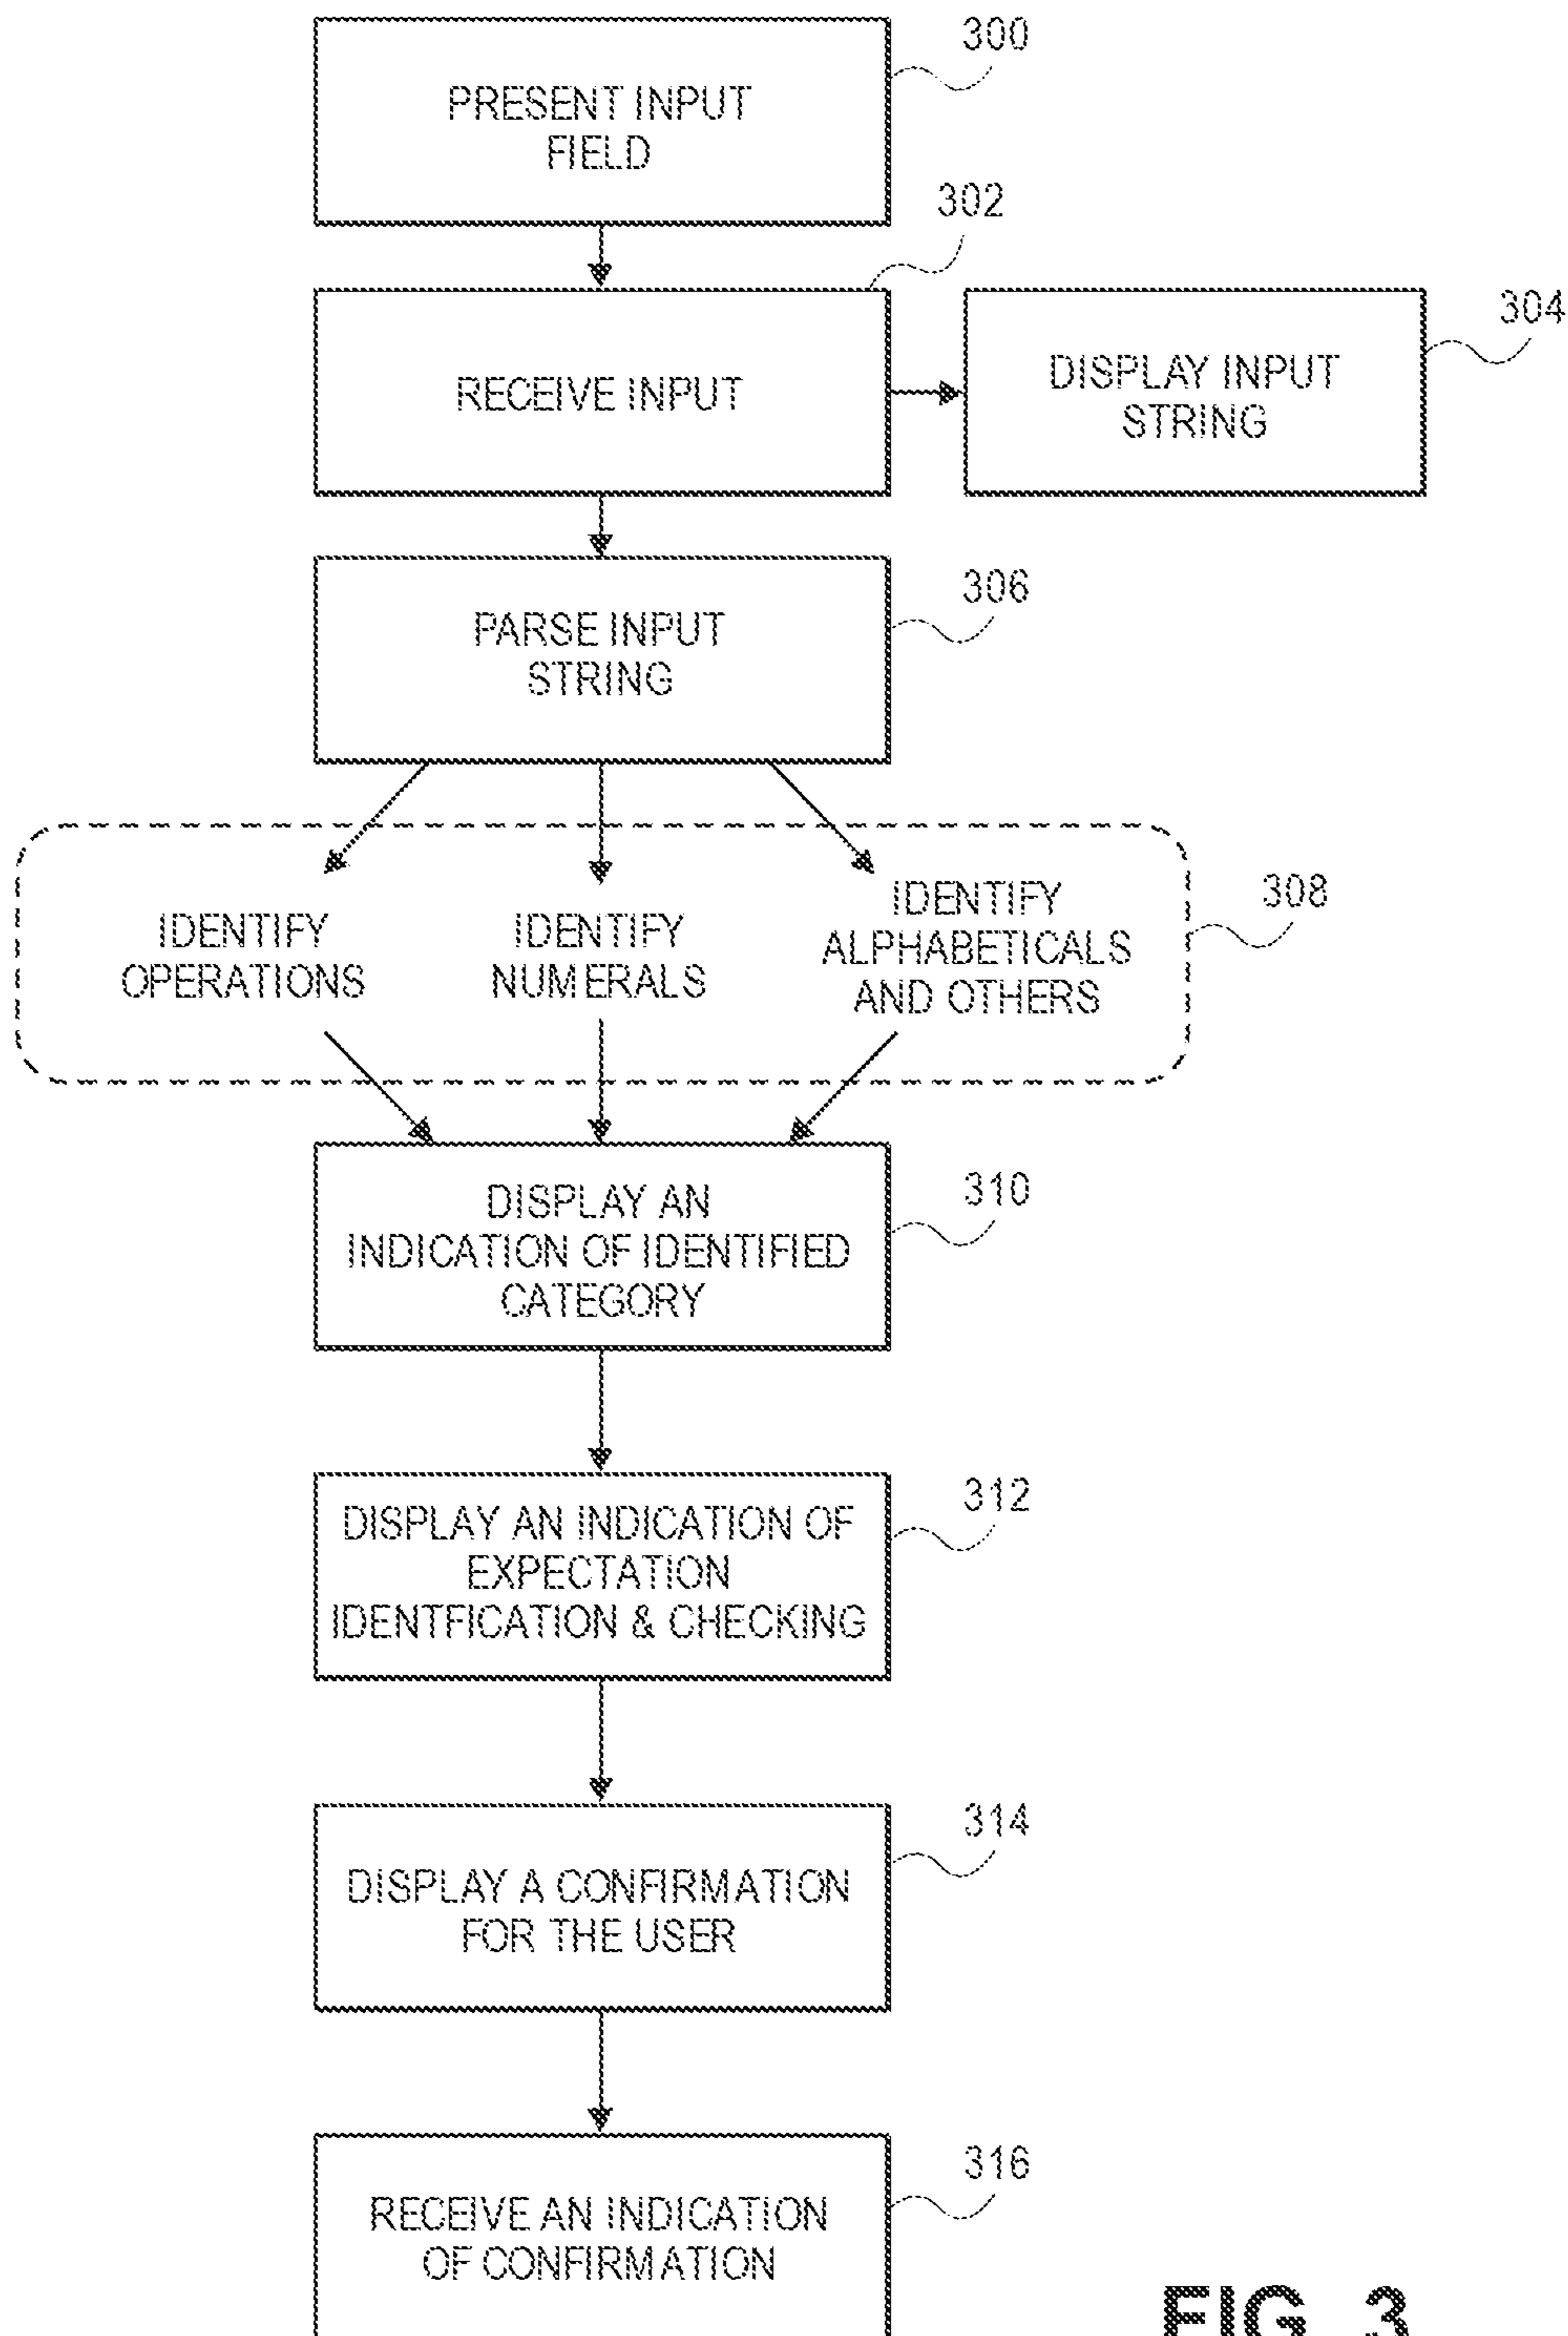 300
PRESENT INPUT
FIELD
302
RECEIVE INPUT
304
DISPLAY INPUT
STRING
306
PARSE INPUT
STRING
308
IDENTIFY
OPERATIONS
IDENTIFY
NUMERALS
IDENTIFY
ALPHABETICALS
AND OTHERS
310
DISPLAY AN
INDICATION OF IDENTIFIED
CATEGORY
312
DISPLAY AN INDICATION OF
EXPECTATION
IDENTFICATION & CHECKING
314
DISPLAY A CONFIRMATION
FOR THE USER
316
RECEIVE AN INDICATION
OF CONFIRMATION
FIG. 3